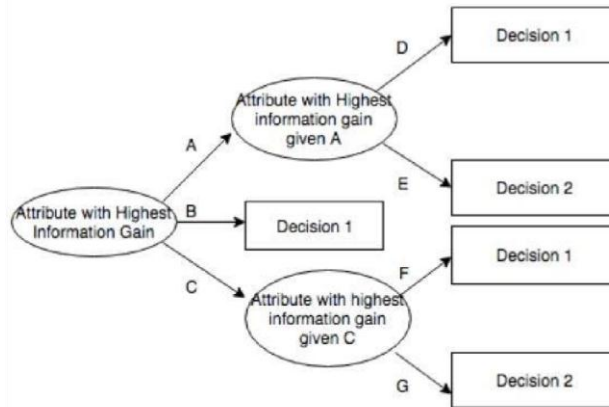 D
Decision 1
Attribute with Highest
information gain
given A
A
E
Decision 2
Attribute with Highest
Information Gain
B
Decision 1
C
Attribute with highest
information gain
given C
F
Decision 1
G
Decision 2